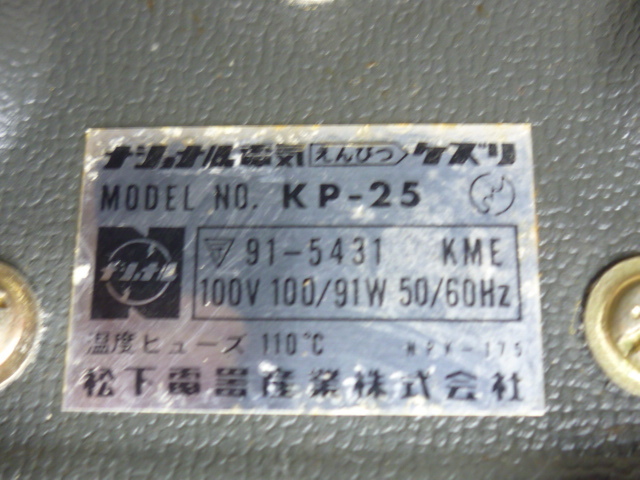 ナショナル電気えんぴつケズリ
MODEL NO. KP-25
ナショナル
N
▽〒 91-5431 KME
100V 100/91W 50/60Hz
温度ヒューズ 110℃ NPK-175
松下電器産業株式会社